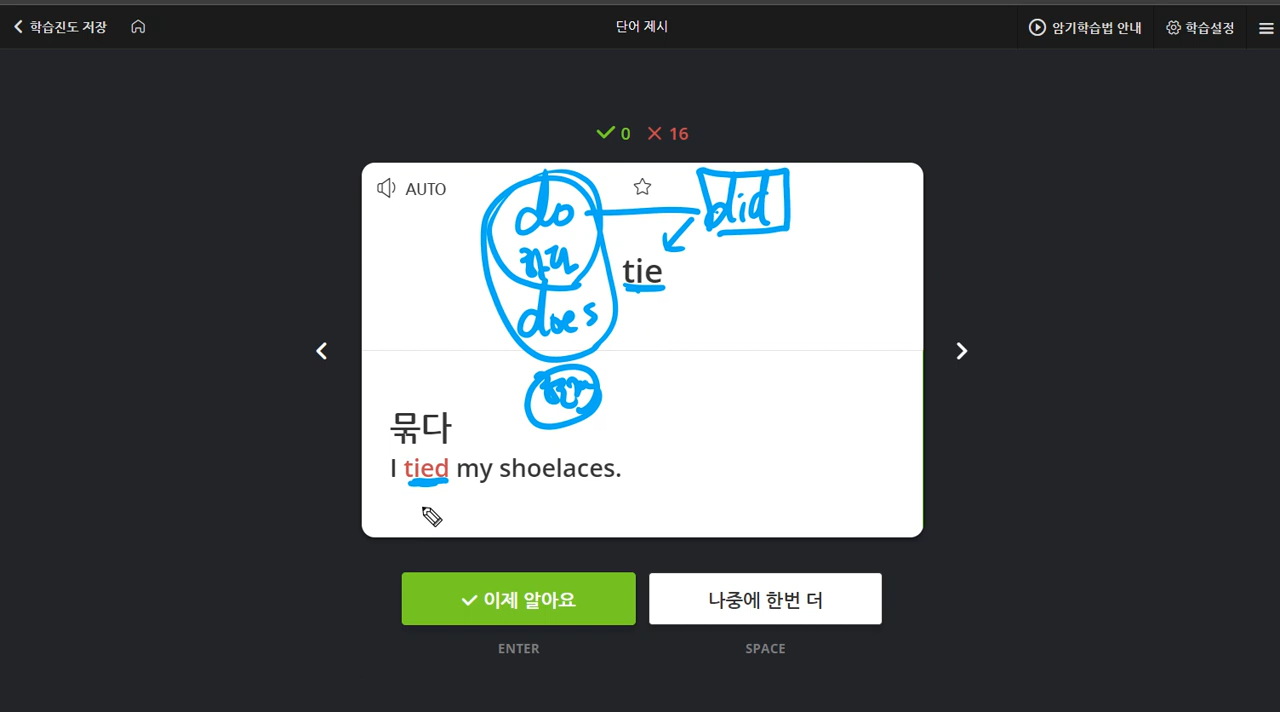 학습진도 저장
단어 제시
암기학습법 안내
학습설정
0 16
AUTO
do
did
하다
tie
does
묶다
I tied my shoelaces.
이제 알아요
나중에 한번 더
ENTER
SPACE